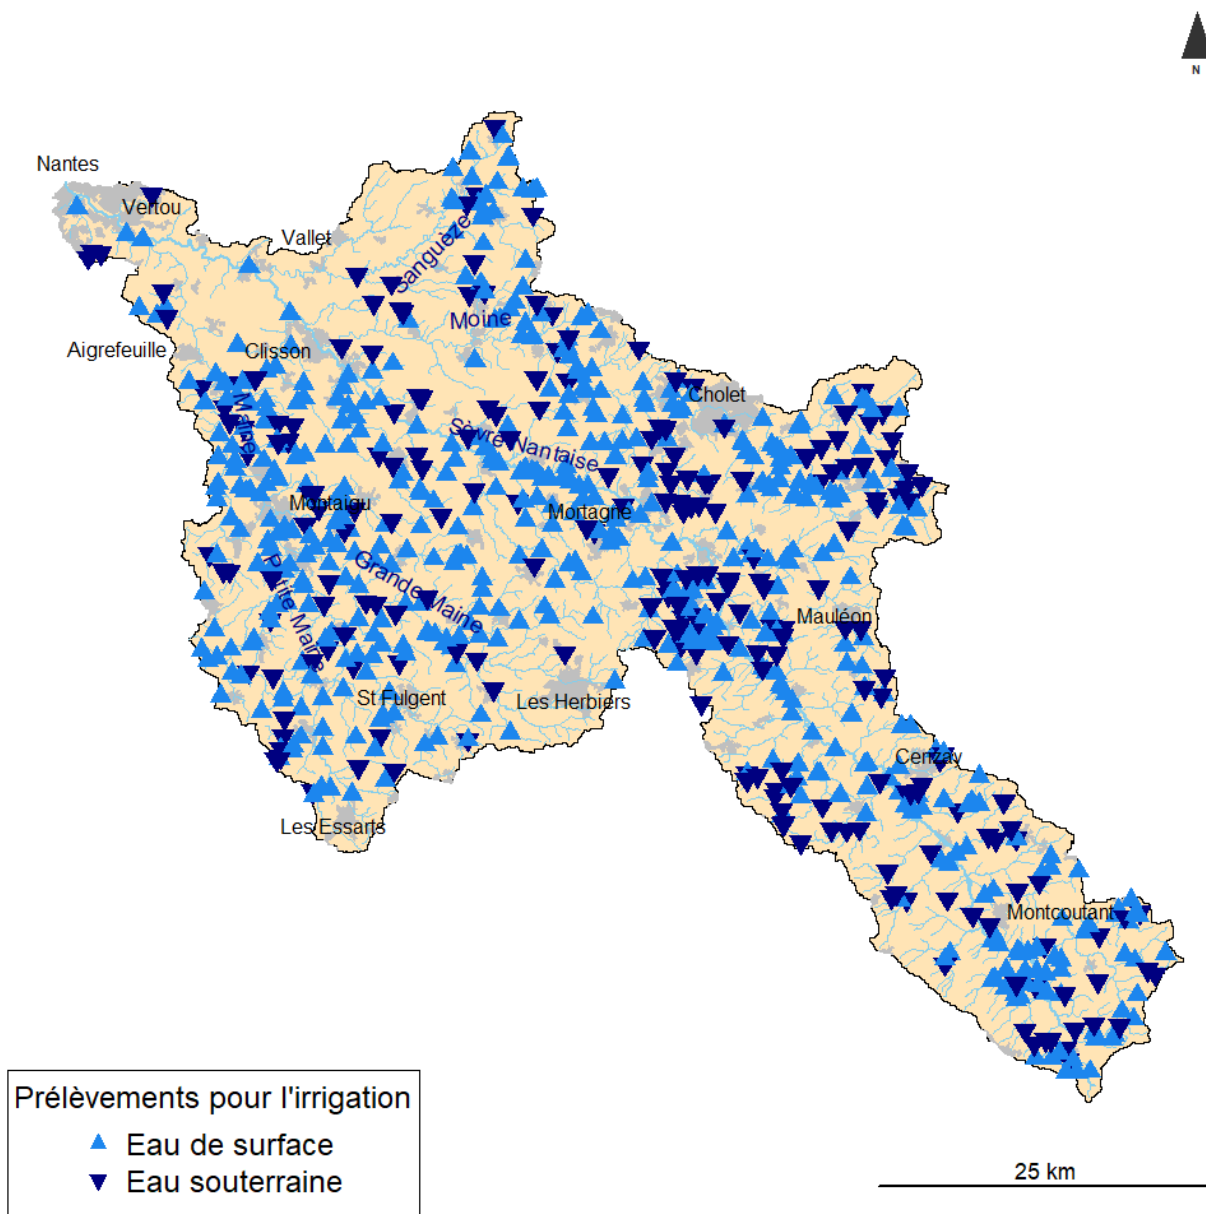 N
Nantes
Vertou
Vallet
Sanguèze
Moine
Aigrefeuille
Clisson
Cholet
Maine
Sèvre Nantaise
Montaigu
Mortagne
Grande Maine
Petite Maine
Mauléon
St Fulgent
Les Herbiers
Cerizay
Les Essarts
Montcoutant
Prélèvements pour l'irrigation
Eau de surface
Eau souterraine
25 km